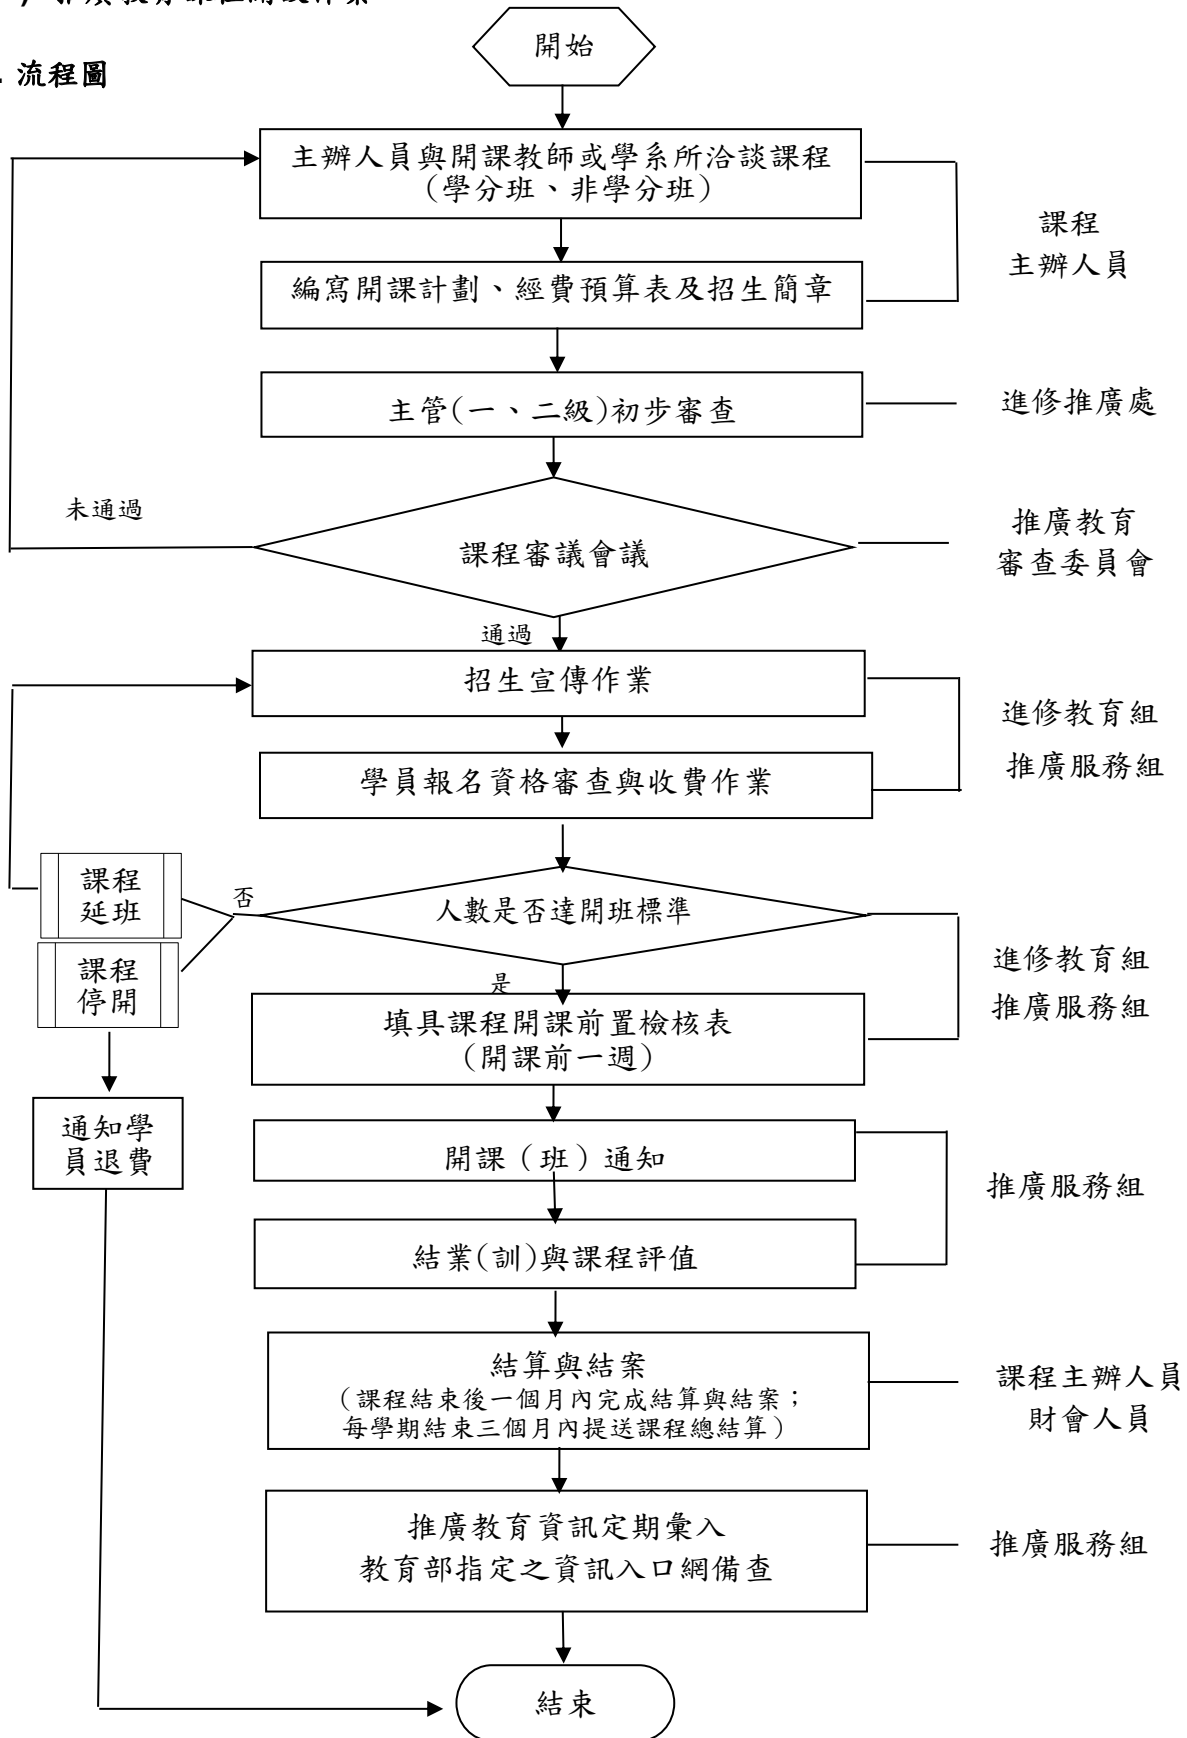 推廣教育課程開設作業
開始
. 流程圖
主辦人員與開課教師或學系所洽談課程
（學分班、非學分班）
課程
主辦人員
編寫開課計劃、經費預算表及招生簡章
主管(一、二級)初步審查
進修推廣處
未通過
課程審議會議
推廣教育
審查委員會
通過
招生宣傳作業
進修教育組
推廣服務組
學員報名資格審查與收費作業
課程
延班
否
人數是否達開班標準
課程
停開
是
進修教育組
推廣服務組
填具課程開課前置檢核表
（開課前一週）
通知學
員退費
開課（班）通知
推廣服務組
結業(訓)與課程評值
結算與結案
（課程結束後一個月內完成結算與結案；
每學期結束三個月內提送課程總結算）
課程主辦人員
財會人員
推廣教育資訊定期彙入
教育部指定之資訊入口網備查
推廣服務組
結束